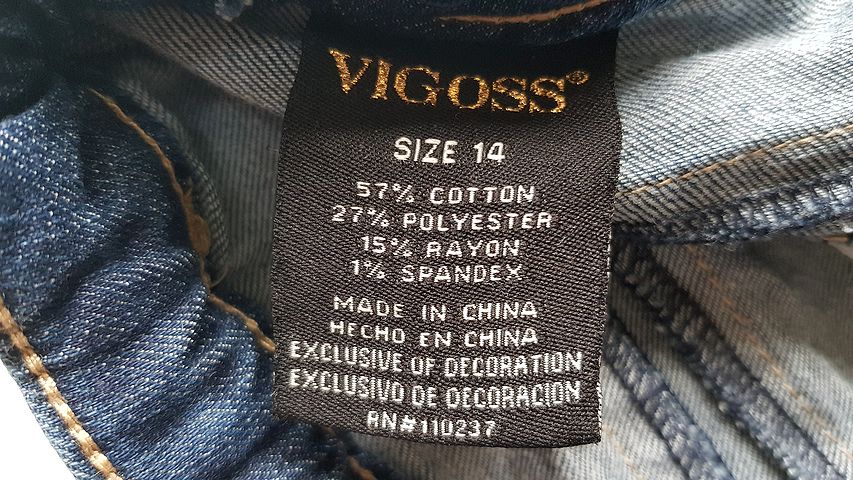 VIGOSS®
SIZE 14
57% COTTON
27% POLYESTER
15% RAYON
1% SPANDEX
MADE IN CHINA
HECHO EN CHINA
EXCLUSIVE OF DECORATION
EXCLUSIVO DE DECORACION
RN#110237